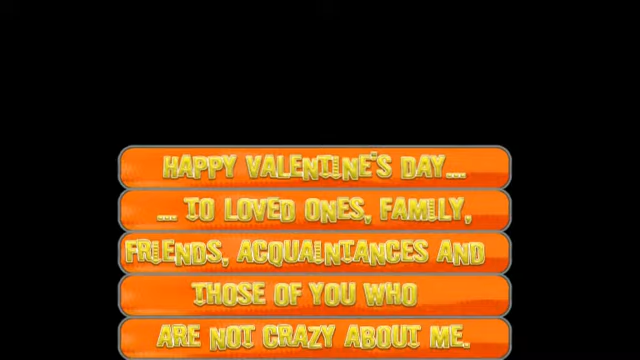 HAPPY VALENTINE'S DAY...
... TO LOVED ONES, FAMILY,
FRIENDS, ACQUAINTANCES AND
THOSE OF YOU WHO
ARE NOT CRAZY ABOUT ME.